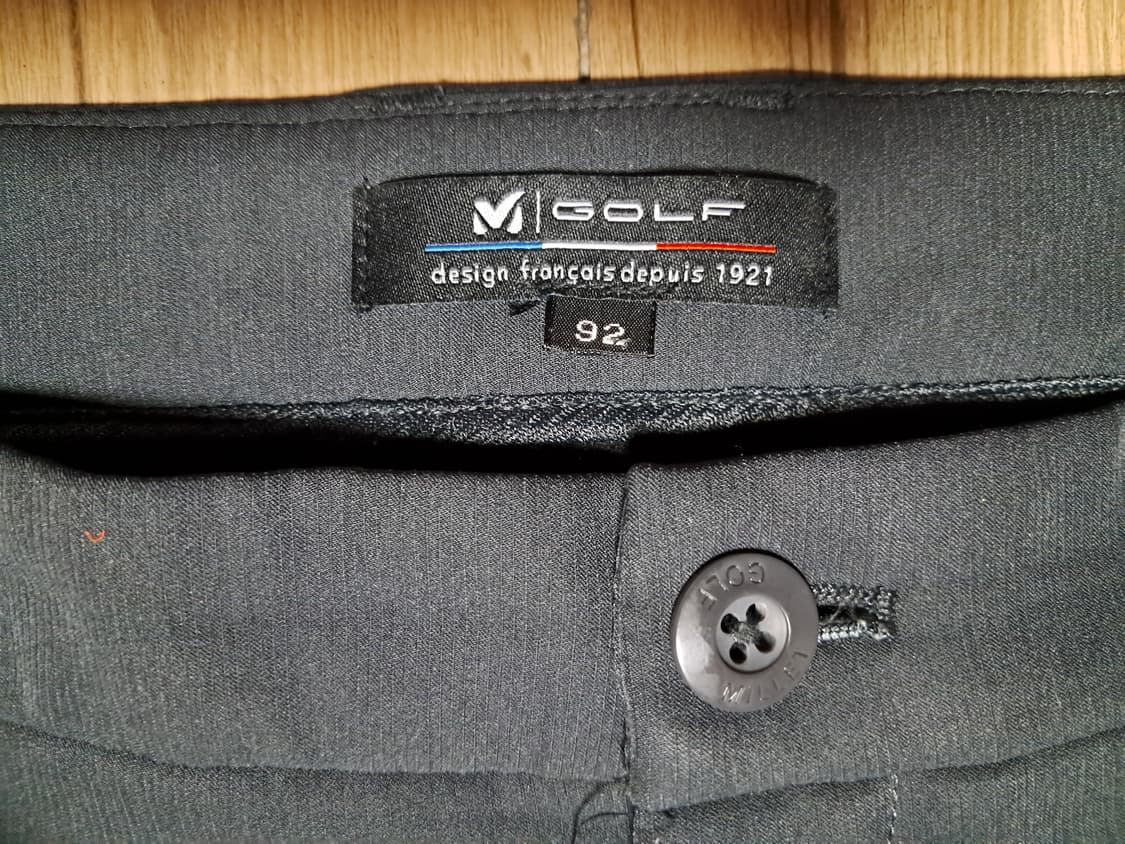 M GOLF
design français depuis 1921
92
GOLF
MILLET